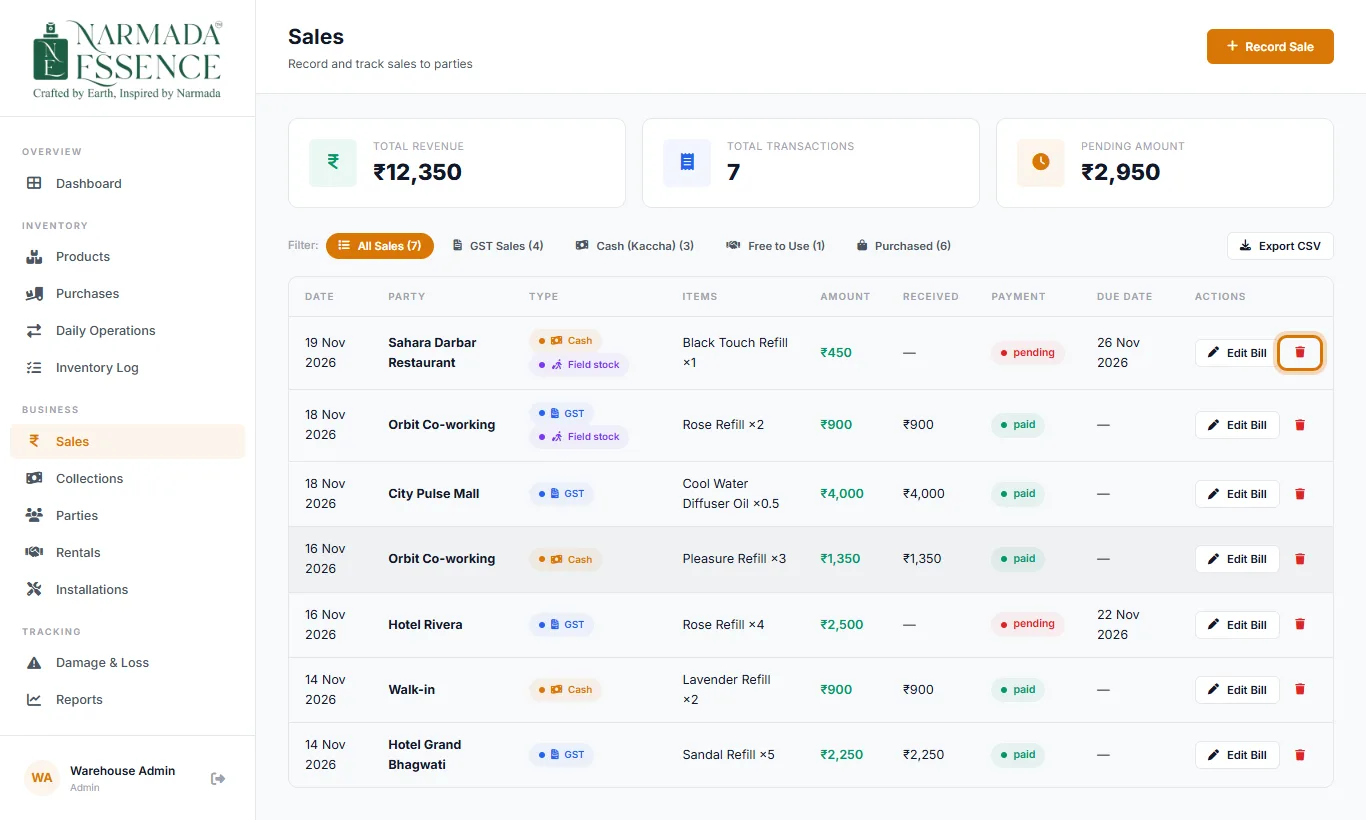 NARMADA
ESSENCE
TM
NE
Crafted by Earth, Inspired by Narmada
OVERVIEW
Dashboard
INVENTORY
Products
Purchases
Daily Operations
Inventory Log
BUSINESS
₹ Sales
Collections
Parties
Rentals
Installations
TRACKING
Damage & Loss
Reports
WA
Warehouse Admin
Admin
Sales
Record and track sales to parties
+ Record Sale
₹
TOTAL REVENUE
₹12,350
TOTAL TRANSACTIONS
7
PENDING AMOUNT
₹2,950
Filter: All Sales (7) GST Sales (4) Cash (Kaccha) (3) Free to Use (1) Purchased (6) Export CSV
DATE PARTY TYPE ITEMS AMOUNT RECEIVED PAYMENT DUE DATE ACTIONS
19 Nov
2026
Sahara Darbar
Restaurant
Cash
Field stock
Black Touch Refill
×1
₹450
—
pending
26 Nov
2026
Edit Bill
18 Nov
2026
Orbit Co-working
GST
Field stock
Rose Refill ×2
₹900
₹900
paid
—
Edit Bill
18 Nov
2026
City Pulse Mall
GST
Cool Water
Diffuser Oil ×0.5
₹4,000
₹4,000
paid
—
Edit Bill
16 Nov
2026
Orbit Co-working
Cash
Pleasure Refill ×3
₹1,350
₹1,350
paid
—
Edit Bill
16 Nov
2026
Hotel Rivera
GST
Rose Refill ×4
₹2,500
—
pending
22 Nov
2026
Edit Bill
14 Nov
2026
Walk-in
Cash
Lavender Refill
×2
₹900
₹900
paid
—
Edit Bill
14 Nov
2026
Hotel Grand
Bhagwati
GST
Sandal Refill ×5
₹2,250
₹2,250
paid
—
Edit Bill